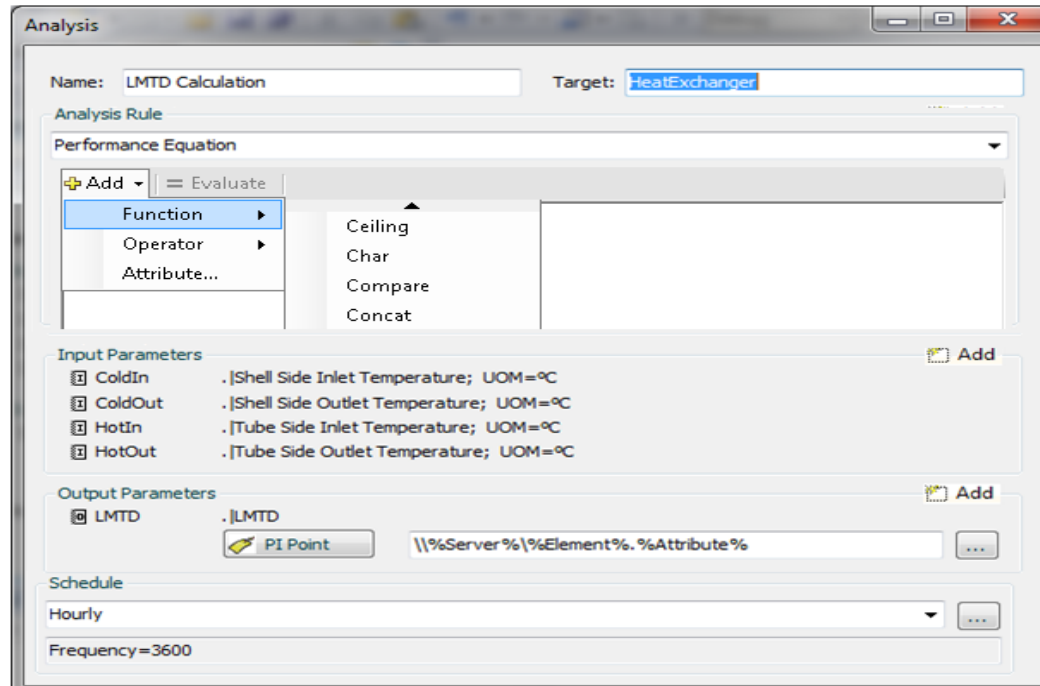 Analysis
Name: LMTD Calculation Target: HeatExchanger
Analysis Rule
Performance Equation
Add = Evaluate
Function
Operator
Attribute...
Ceiling
Char
Compare
Concat
Input Parameters Add
ColdIn .|Shell Side Inlet Temperature; UOM=ºC
ColdOut .|Shell Side Outlet Temperature; UOM=ºC
HotIn .|Tube Side Inlet Temperature; UOM=ºC
HotOut .|Tube Side Outlet Temperature; UOM=ºC
Output Parameters Add
LMTD .|LMTD
PI Point \\%Server%\%Element%.%Attribute% ...
Schedule
Hourly ...
Frequency=3600